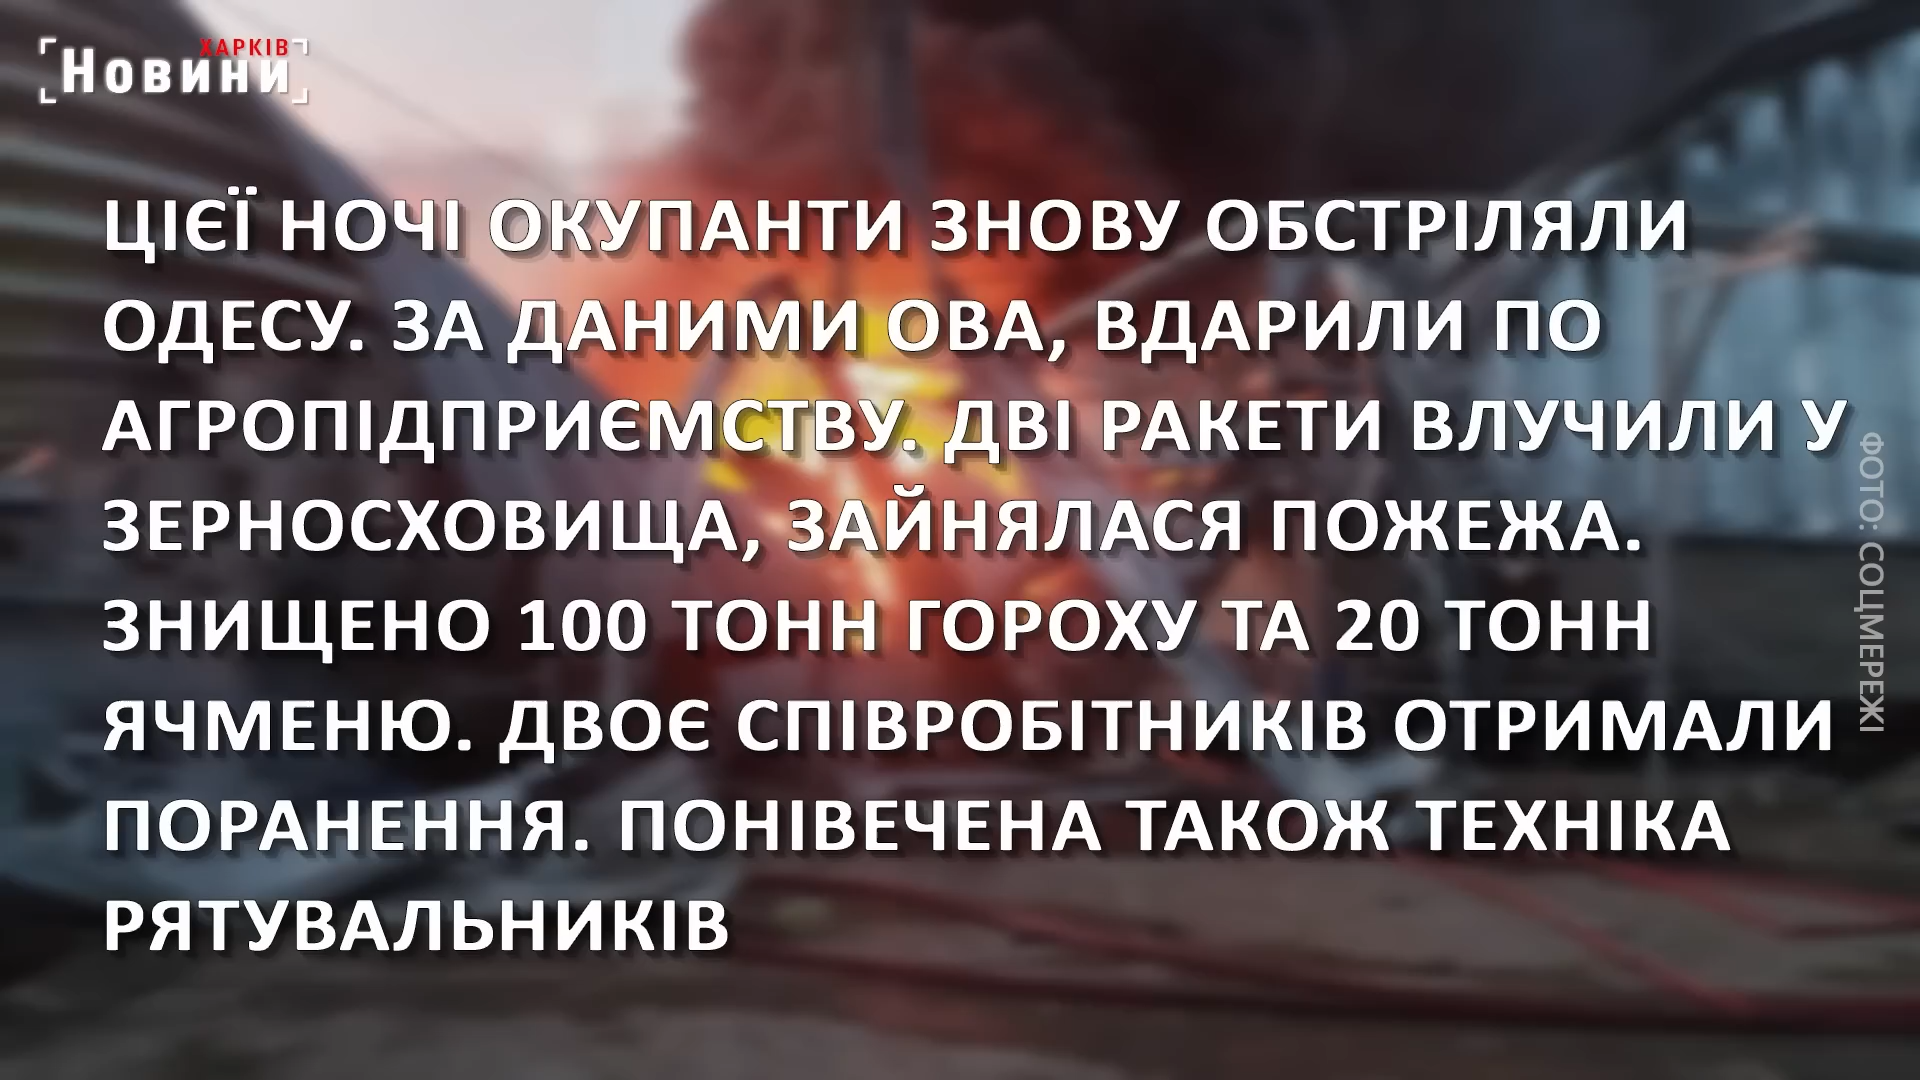 ХАРКІВ
Новини
ЦІЄЇ НОЧІ ОКУПАНТИ ЗНОВУ ОБСТРІЛЯЛИ
ОДЕСУ. ЗА ДАНИМИ ОВА, ВДАРИЛИ ПО
АГРОПІДПРИЄМСТВУ. ДВІ РАКЕТИ ВЛУЧИЛИ У
ЗЕРНОСХОВИЩА, ЗАЙНЯЛАСЯ ПОЖЕЖА.
ЗНИЩЕНО 100 ТОНН ГОРОХУ ТА 20 ТОНН
ЯЧМЕНЮ. ДВОЄ СПІВРОБІТНИКІВ ОТРИМАЛИ
ПОРАНЕННЯ. ПОНІВЕЧЕНА ТАКОЖ ТЕХНІКА
РЯТУВАЛЬНИКІВ
ФОТО: СОЦМЕРЕЖІ